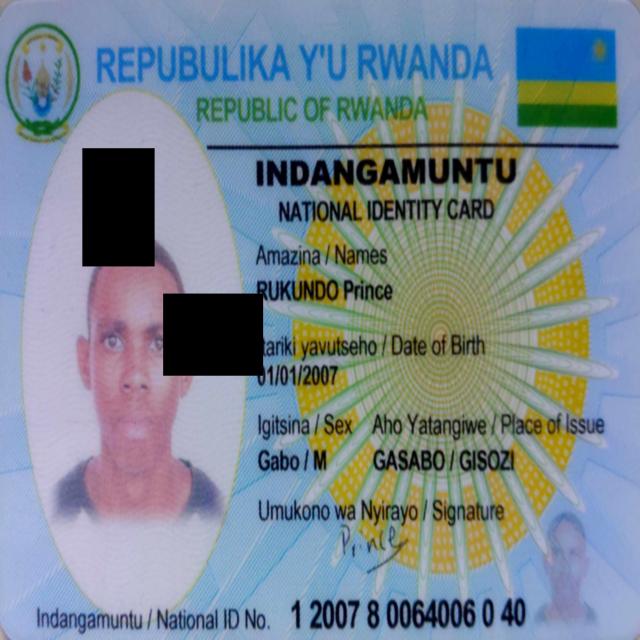 REPUBULIKA Y'U RWANDA
REPUBLIC OF RWANDA
INDANGAMUNTU
NATIONAL IDENTITY CARD
Amazina / Names
RUKUNDO Prince
yavutseho / Date of Birth
01/01/2007
Igitsina / Sex Aho Yatangiwe / Place of Issue
Gabo / M GASABO / GISOZI
Umukono wa Nyirayo / Signature
Prince
Indangamuntu / National ID No. 1 2007 8 0064006 0 40